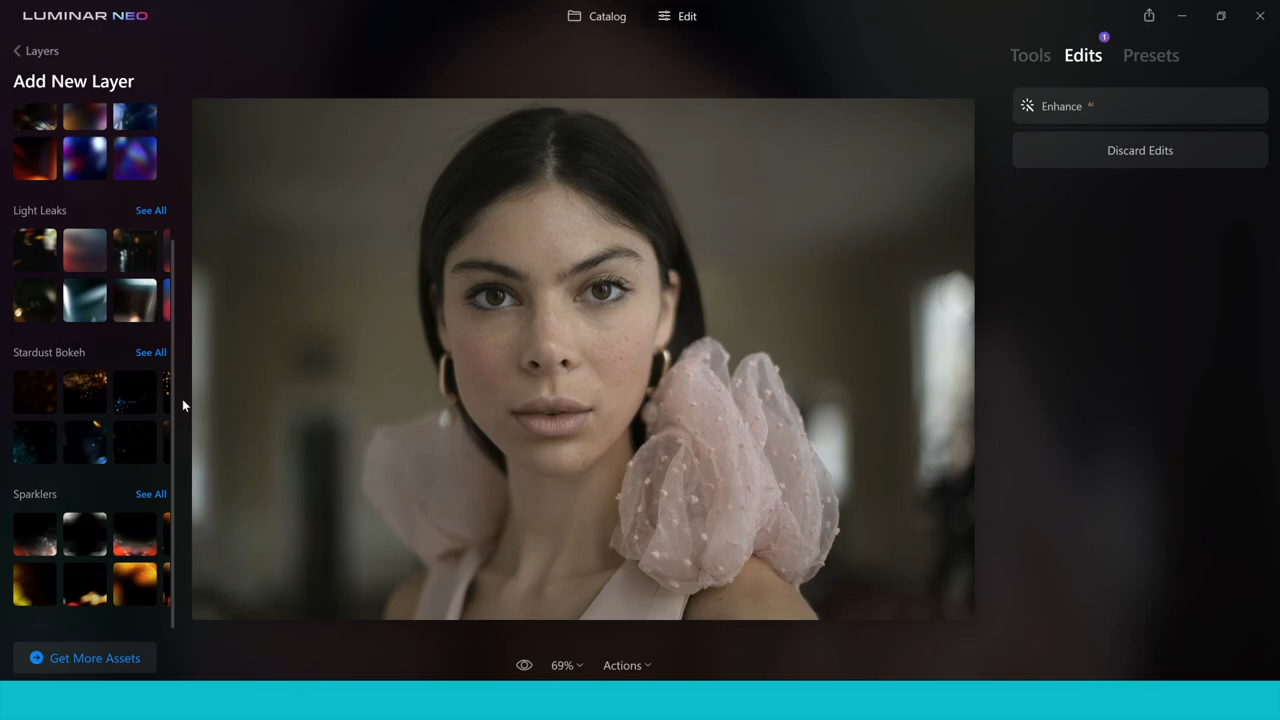 LUMINAR NEO
Catalog
Edit
Layers
Add New Layer
Light Leaks
See All
Stardust Bokeh
See All
Sparklers
See All
Get More Assets
69%
Actions
1
Tools
Edits
Presets
Enhance AI
Discard Edits